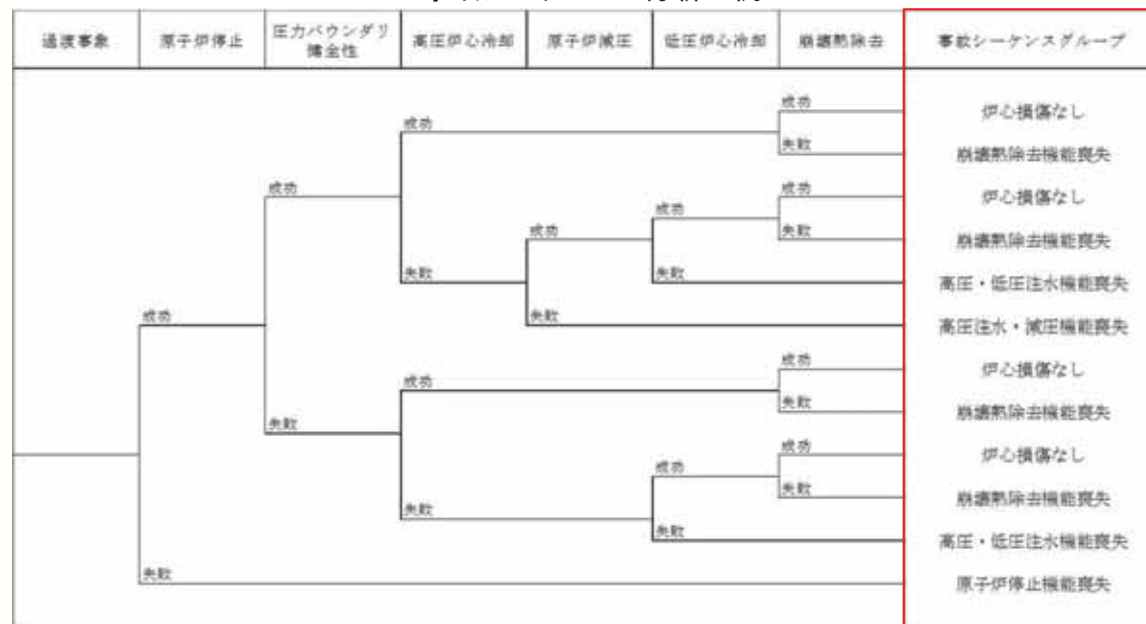 過渡事象
原子炉停止
圧力バウンダリ
健全性
高圧炉心冷却
原子炉減圧
低圧炉心冷却
崩壊熱除去
事故シーケンスグループ
成功
炉心損傷なし
成功
失敗
崩壊熱除去機能喪失
成功
成功
炉心損傷なし
成功
成功
失敗
崩壊熱除去機能喪失
失敗
失敗
高圧・低圧注水機能喪失
成功
失敗
高圧注水・減圧機能喪失
成功
炉心損傷なし
成功
失敗
崩壊熱除去機能喪失
失敗
成功
炉心損傷なし
成功
失敗
崩壊熱除去機能喪失
失敗
失敗
高圧・低圧注水機能喪失
失敗
原子炉停止機能喪失